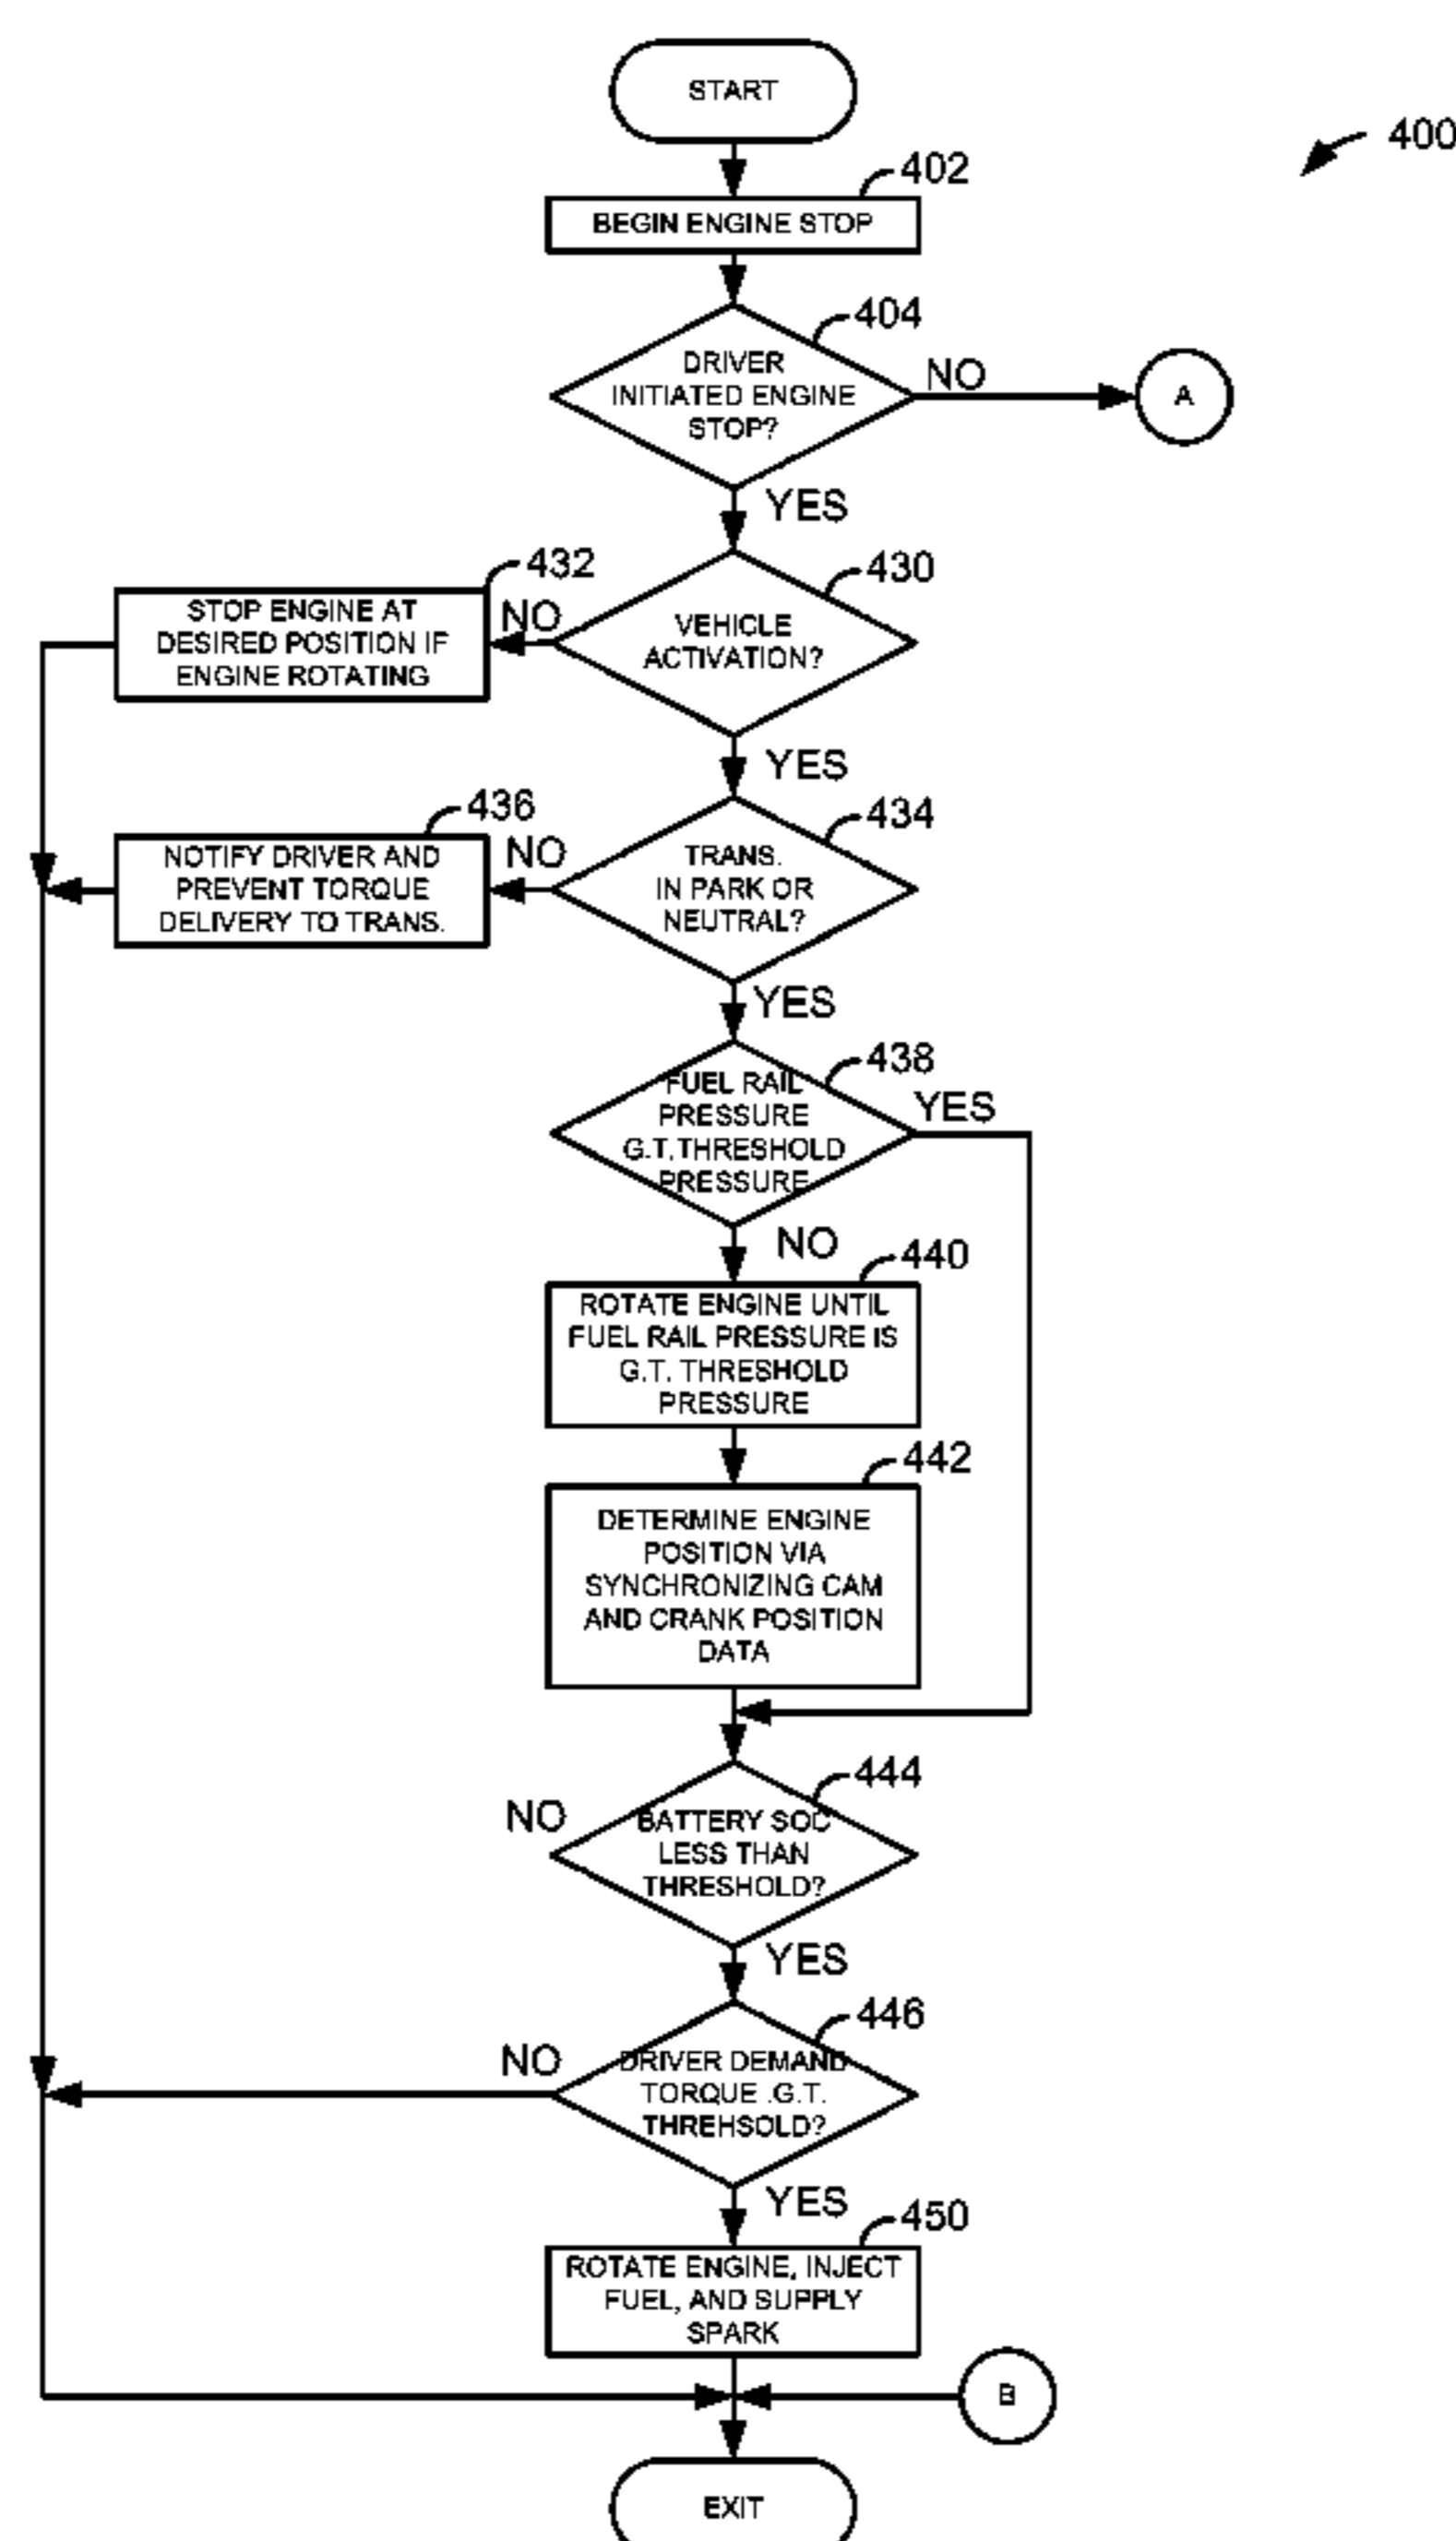 START
400
402
BEGIN ENGINE STOP
404
DRIVER
INITIATED ENGINE
STOP?
NO
A
YES
432
STOP ENGINE AT
DESIRED POSITION IF
ENGINE ROTATING
NO
430
VEHICLE
ACTIVATION?
YES
436
NOTIFY DRIVER AND
PREVENT TORQUE
DELIVERY TO TRANS.
NO
434
TRANS.
IN PARK OR
NEUTRAL?
YES
438
FUEL RAIL
PRESSURE
G.T.THRESHOLD
PRESSURE
YES
NO
440
ROTATE ENGINE UNTIL
FUEL RAIL PRESSURE IS
G.T. THRESHOLD
PRESSURE
442
DETERMINE ENGINE
POSITION VIA
SYNCHRONIZING CAM
AND CRANK POSITION
DATA
444
NO
BATTERY SOC
LESS THAN
THRESHOLD?
YES
446
NO
DRIVER DEMAND
TORQUE .G.T.
THREHSOLD?
YES
450
ROTATE ENGINE, INJECT
FUEL, AND SUPPLY
SPARK
B
EXIT